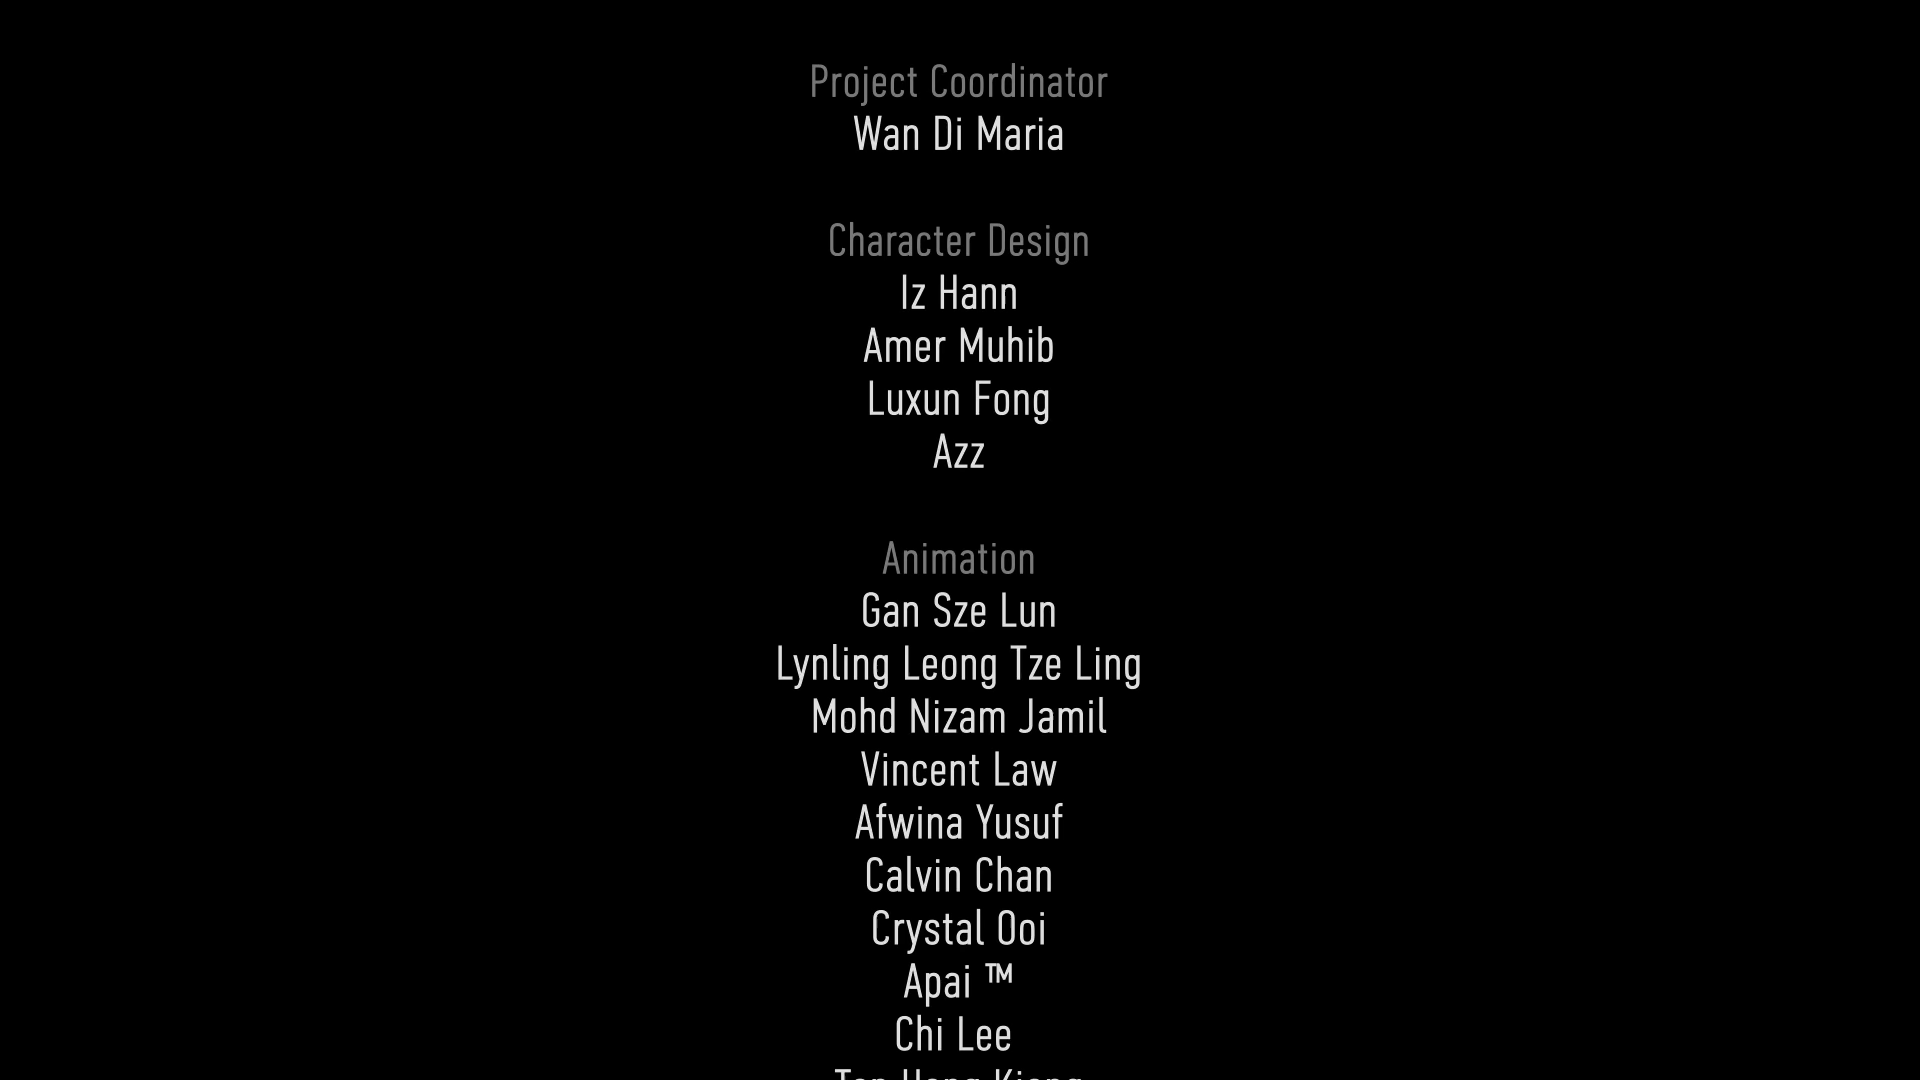 Project Coordinator
Wan Di Maria
Character Design
Iz Hann
Amer Muhib
Luxun Fong
Azz
Animation
Gan Sze Lun
Lynling Leong Tze Ling
Mohd Nizam Jamil
Vincent Law
Afwina Yusuf
Calvin Chan
Crystal Ooi
Apai ™
Chi Lee